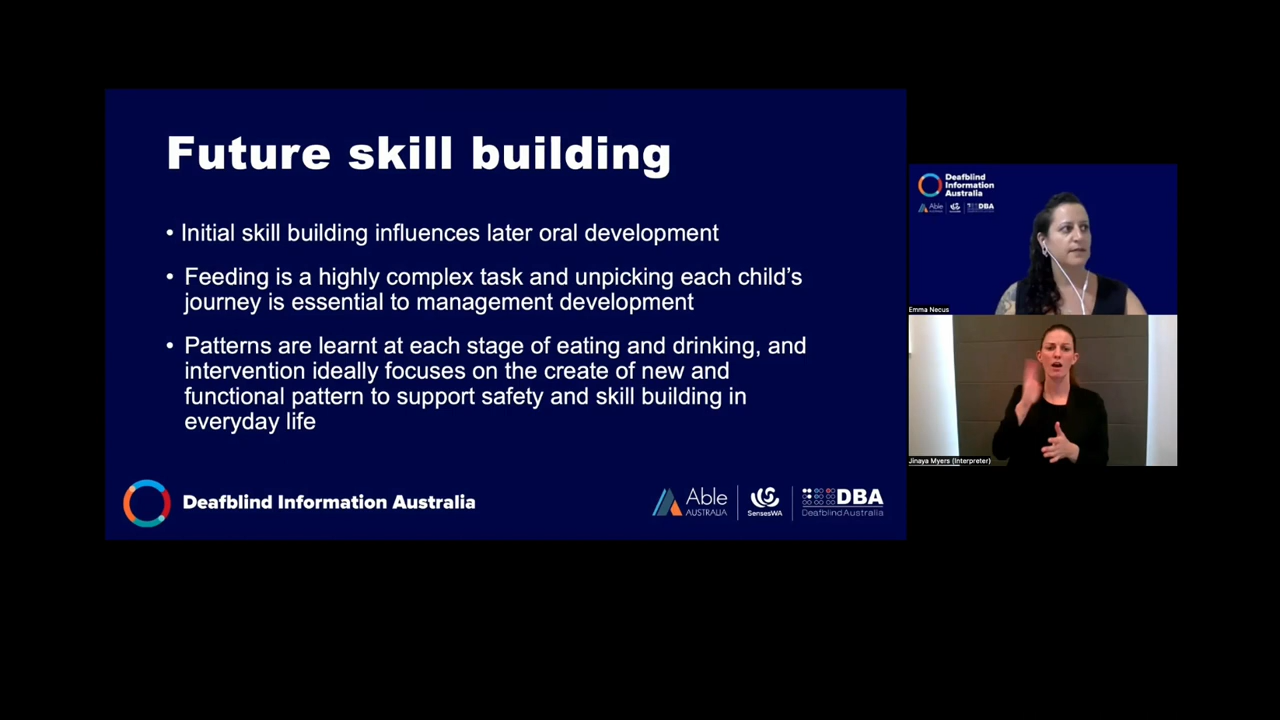 Future skill building
• Initial skill building influences later oral development
• Feeding is a highly complex task and unpicking each child's
journey is essential to management development
• Patterns are learnt at each stage of eating and drinking, and
intervention ideally focuses on the create of new and
functional pattern to support safety and skill building in
everyday life
Deafblind Information Australia
Able
AUSTRALIA
SensesWA
DBA
DeafblindAustralia
Deafblind
Information
Australia
Able
DBA
Emma Necus
Jinaya Myers (Interpreter)